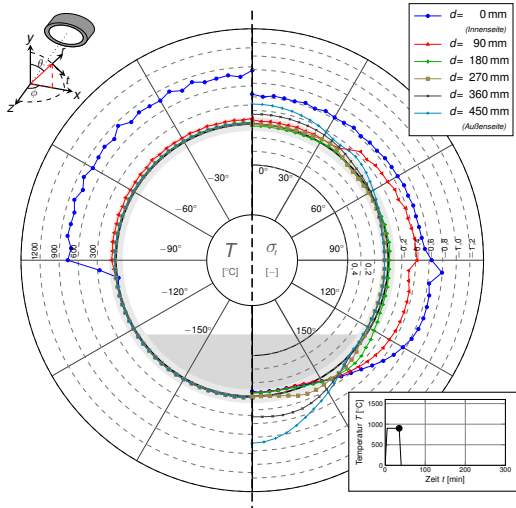 d= 0 mm
(Innenseite)
d= 90 mm
d= 180 mm
d= 270 mm
d= 360 mm
d= 450 mm
(Außenseite)
y
r
θ
t
ϕ
z
x
0°
−30°
30°
−60°
60°
−90°
90°
−120°
120°
−150°
150°
T
[°C]
σt
[−]
1200
900
600
300
0.4
0.2
−0.2
−0.4
−0.6
−0.8
−1.0
−1.2
Temperatur T [°C]
1500
1000
500
0
0
100
200
300
Zeit t [min]